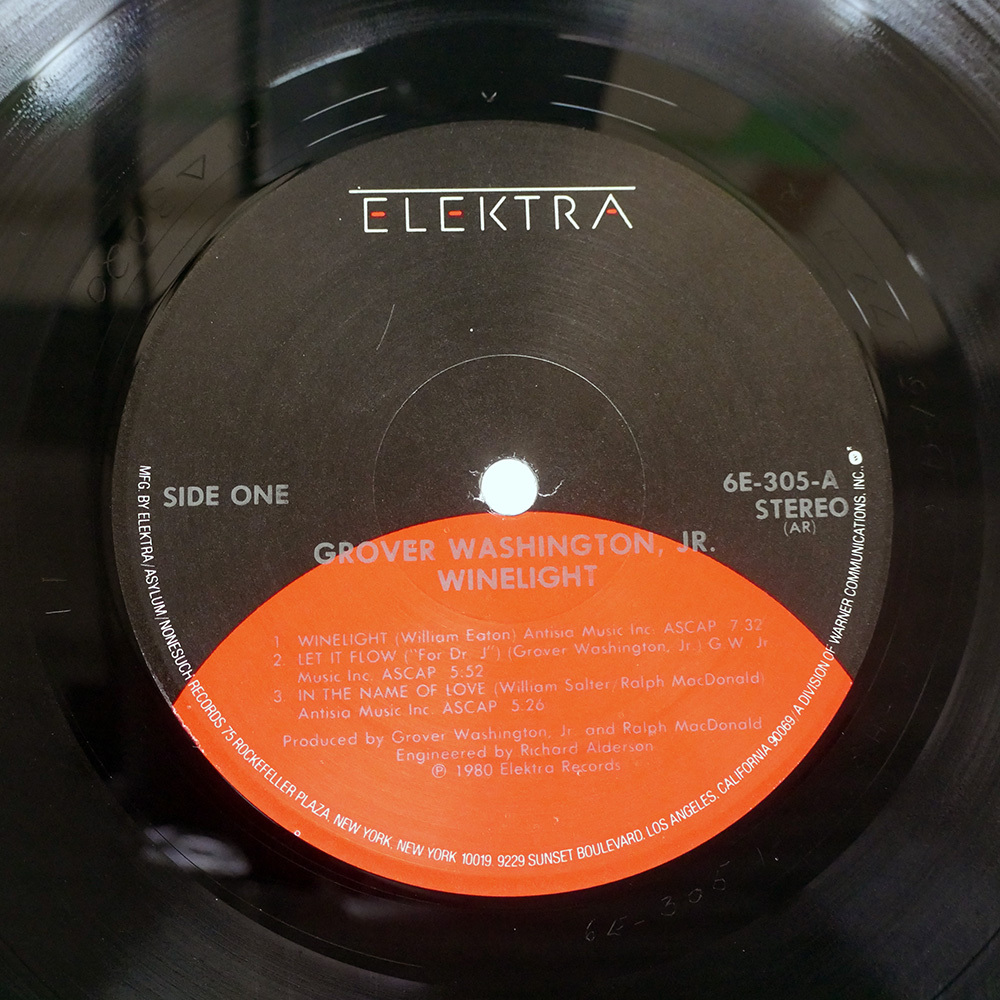 ELEKTRA
SIDE ONE
6E-305-A
STEREO
(AR)
GROVER WASHINGTON, JR.
WINELIGHT
1 WINELIGHT (William Eaton) Antisia Music Inc. ASCAP 7.32
2. LET IT FLOW ("For Dr. J") (Grover Washington, Jr.) G.W. Jr
Music Inc. ASCAP 5:52
3. IN THE NAME OF LOVE (William Salter/Ralph MacDonald)
Antisia Music Inc. ASCAP 5.26
Produced by Grover Washington, Jr. and Ralph MacDonald
Engineered by Richard Alderson
℗ 1980 Elektra Records
MFG. BY ELEKTRA/ASYLUM/NONESUCH RECORDS 75 ROCKEFELLER PLAZA, NEW YORK, NEW YORK 10019. 9229 SUNSET BOULEVARD, LOS ANGELES, CALIFORNIA 90069/A DIVISION OF WARNER COMMUNICATIONS, INC.
6E-305